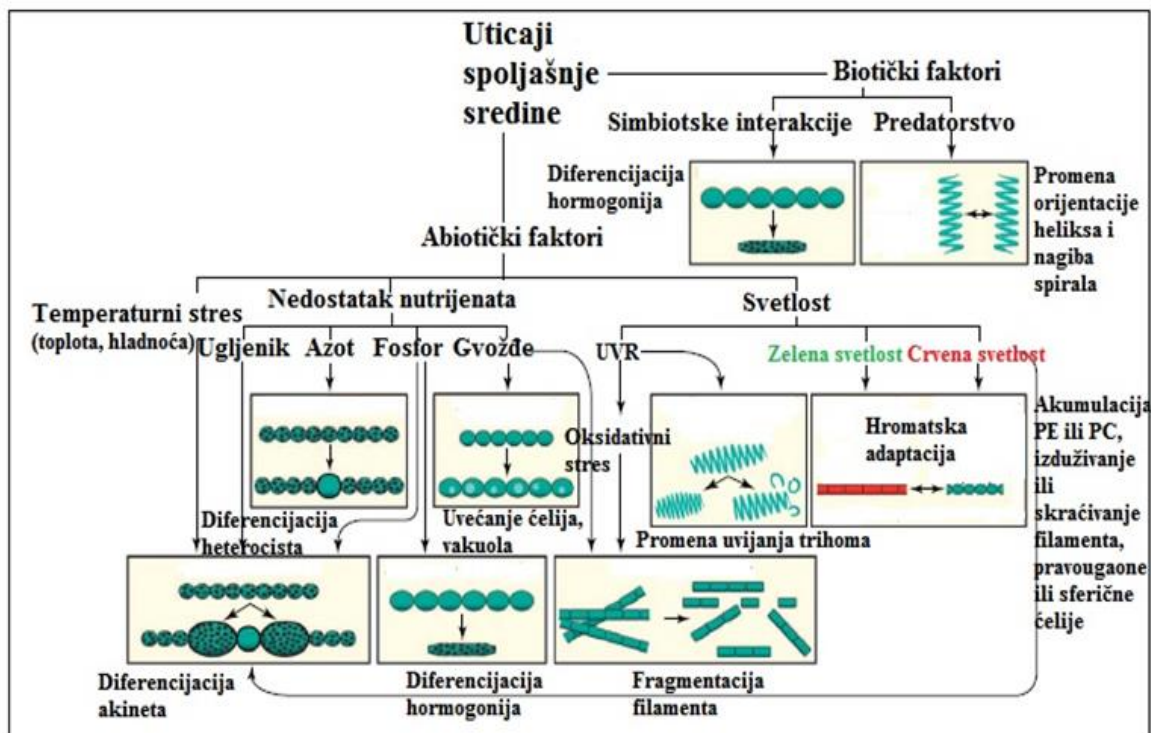 Uticaji
spoljašnje
sredine
Biotički faktori
Simbiotske interakcije
Predatorstvo
Diferencijacija
hormogonija
Promena
orijentacije
heliksa i
nagiba
spirala
Abiotički faktori
Temperaturni stres
(toplota, hladnoća)
Nedostatak nutrijenata
Svetlost
Ugljenik
Azot
Fosfor
Gvožđe
UVR
Zelena svetlost
Crvena svetlost
Oksidativni
stres
Hromatska
adaptacija
Akumulacija
PE ili PC,
izduživanje
ili
skraćivanje
filamenta,
pravougaone
ili sferične
ćelije
Diferencijacija
heterocista
Uvećanje ćelija,
vakuola
Promena uvijanja trihoma
Diferencijacija
akineta
Diferencijacija
hormogonija
Fragmentacija
filamenta